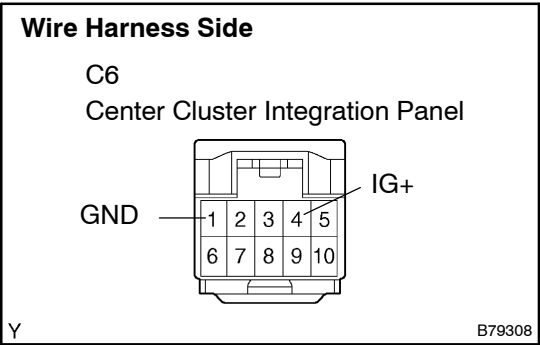 Wire Harness Side
C6
Center Cluster Integration Panel
IG+
GND
1 2 3 4 5
6 7 8 9 10
Y
B79308